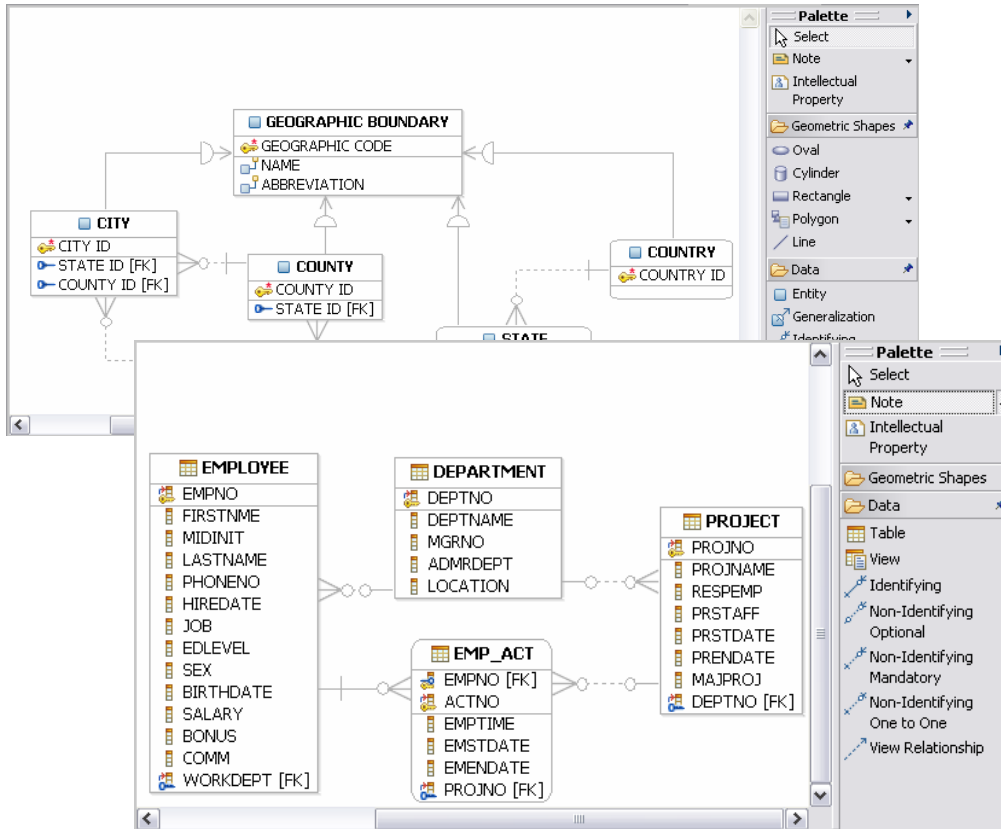 Palette
Select
Note
Intellectual
Property
Geometric Shapes
Oval
Cylinder
Rectangle
Polygon
Line
Data
Entity
Generalization
Identifying
GEOGRAPHIC BOUNDARY
GEOGRAPHIC CODE
NAME
ABBREVIATION
CITY
CITY ID
STATE ID [FK]
COUNTY ID [FK]
COUNTY
COUNTY ID
STATE ID [FK]
COUNTRY
COUNTRY ID
STATE
EMPLOYEE
EMPNO
FIRSTNME
MIDINIT
LASTNAME
PHONENO
HIREDATE
JOB
EDLEVEL
SEX
BIRTHDATE
SALARY
BONUS
COMM
WORKDEPT [FK]
DEPARTMENT
DEPTNO
DEPTNAME
MGRNO
ADMRDEPT
LOCATION
EMP_ACT
EMPNO [FK]
ACTNO
EMPTIME
EMSTDATE
EMENDATE
PROJNO [FK]
PROJECT
PROJNO
PROJNAME
RESPEMP
PRSTAFF
PRSTDATE
PRENDATE
MAJPROJ
DEPTNO [FK]
Palette
Select
Note
Intellectual
Property
Geometric Shapes
Data
Table
View
Identifying
Non-Identifying
Optional
Non-Identifying
Mandatory
Non-Identifying
One to One
View Relationship